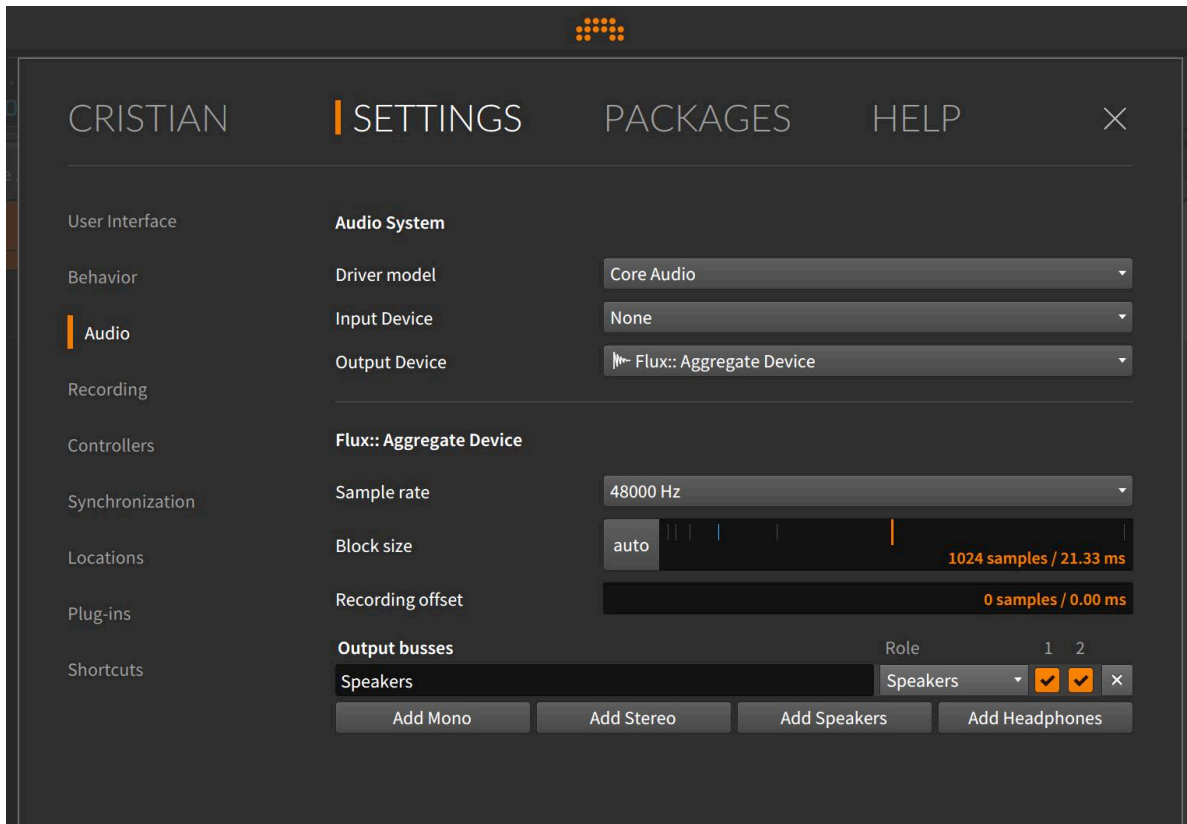 CRISTIAN SETTINGS PACKAGES HELP
User Interface
Behavior
Audio
Recording
Controllers
Synchronization
Locations
Plug-ins
Shortcuts
Audio System
Driver model Core Audio
Input Device None
Output Device Flux:: Aggregate Device
Flux:: Aggregate Device
Sample rate 48000 Hz
Block size auto 1024 samples / 21.33 ms
Recording offset 0 samples / 0.00 ms
Output busses Role 1 2
Speakers Speakers
Add Mono Add Stereo Add Speakers Add Headphones